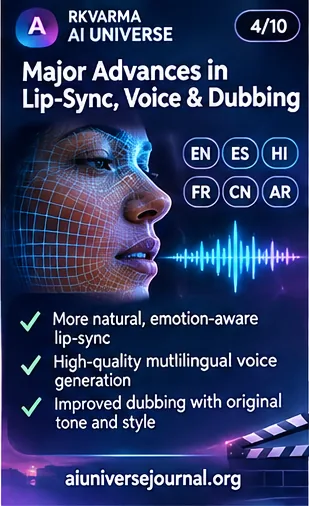 A
RKVARMA
AI UNIVERSE
4/10
Major Advances in
Lip-Sync, Voice & Dubbing
EN ES HI
FR CN AR
More natural, emotion-aware
lip-sync
High-quality mutlilingual voice
generation
Improved dubbing with original
tone and style
aiuniversejournal.org